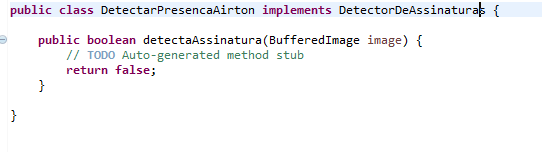 public class DetectarPresencaAirton implements DetectorDeAssinaturas {
public boolean detectaAssinatura(BufferedImage image) {
// TODO Auto-generated method stub
return false;
}
}